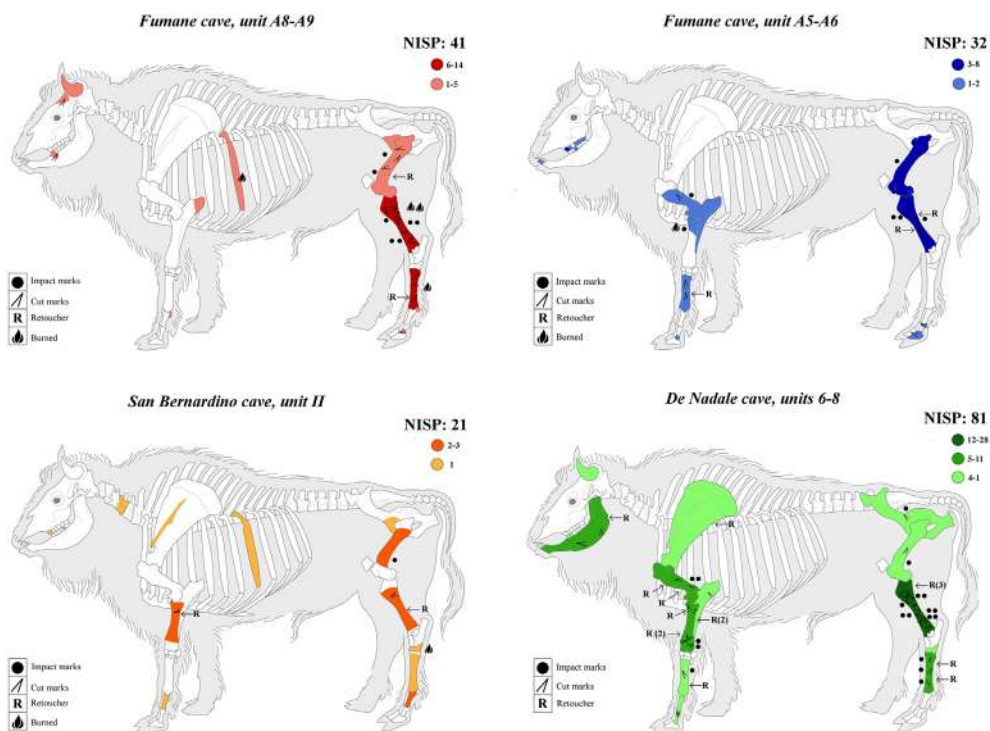 Fumane cave, unit A8-A9
NISP: 41
6-14
1-5
R
R
Impact marks
Cut marks
R Retoucher
Burned
Fumane cave, unit A5-A6
NISP: 32
3-8
1-2
R
R
R
Impact marks
Cut marks
R Retoucher
Burned
San Bernardino cave, unit II
NISP: 21
2-3
1
R
R
Impact marks
Cut marks
R Retoucher
Burned
De Nadale cave, units 6-8
NISP: 81
12-28
5-11
4-1
R
R
R(3)
R
R
R
R(2)
R (2)
R
R
R
Impact marks
Cut marks
R Retoucher